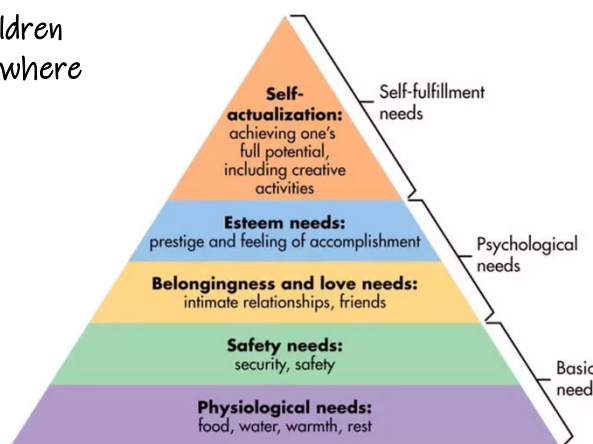 ldren
where
Self-
actualization:
achieving one's
full potential,
including creative
activities
Self-fulfillment
needs
Esteem needs:
prestige and feeling of accomplishment
Psychological
needs
Belongingness and love needs:
intimate relationships, friends
Safety needs:
security, safety
Basic
need
Physiological needs:
food, water, warmth, rest